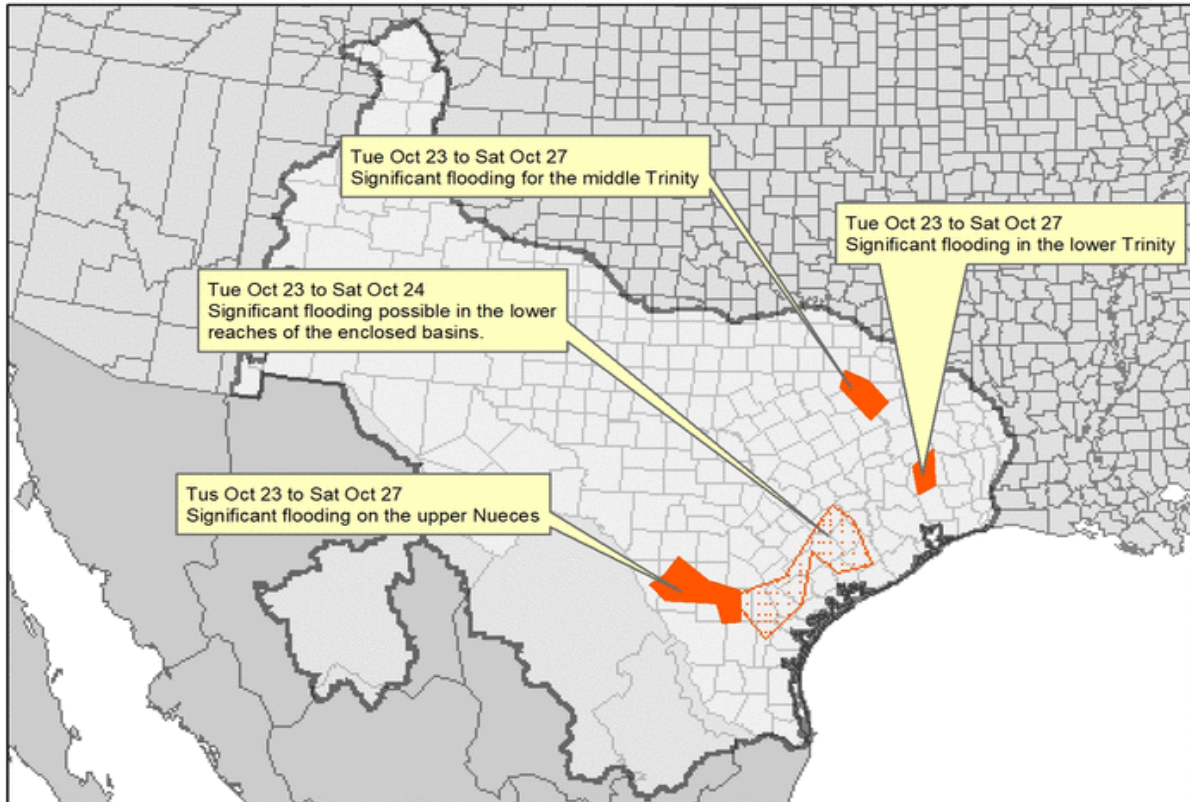 Tue Oct 23 to Sat Oct 27
Significant flooding for the middle Trinity
Tue Oct 23 to Sat Oct 27
Significant flooding in the lower Trinity
Tue Oct 23 to Sat Oct 24
Significant flooding possible in the lower
reaches of the enclosed basins.
Tus Oct 23 to Sat Oct 27
Significant flooding on the upper Nueces